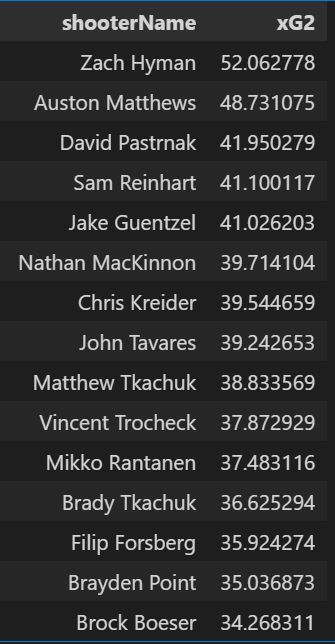 shooterName xG2
Zach Hyman 52.062778
Auston Matthews 48.731075
David Pastrnak 41.950279
Sam Reinhart 41.100117
Jake Guentzel 41.026203
Nathan MacKinnon 39.714104
Chris Kreider 39.544659
John Tavares 39.242653
Matthew Tkachuk 38.833569
Vincent Trocheck 37.872929
Mikko Rantanen 37.483116
Brady Tkachuk 36.625294
Filip Forsberg 35.924274
Brayden Point 35.036873
Brock Boeser 34.268311